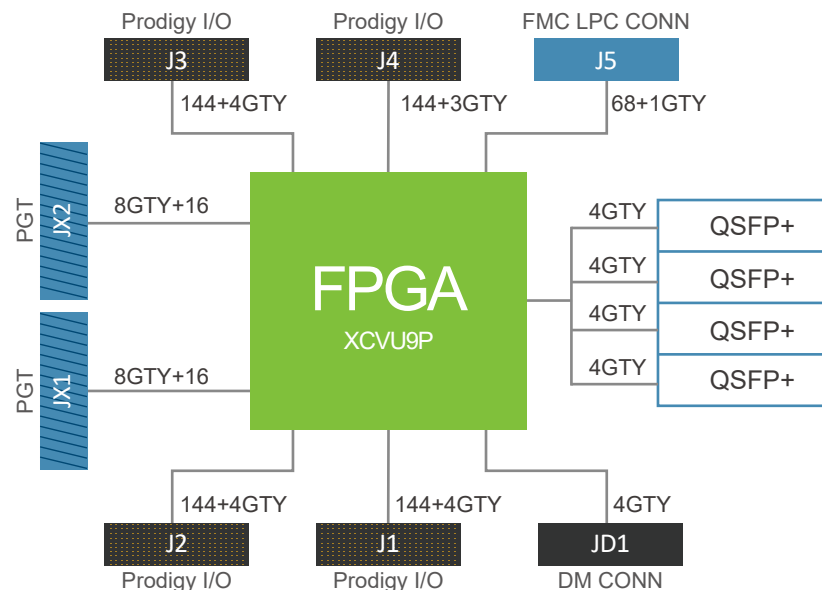 Prodigy I/O
Prodigy I/O
FMC LPC CONN
J3
J4
J5
144+4GTY
144+3GTY
68+1GTY
PGT
JX2
8GTY+16
4GTY
QSFP+
4GTY
QSFP+
FPGA
XCVU9P
4GTY
QSFP+
4GTY
QSFP+
PGT
JX1
8GTY+16
144+4GTY
144+4GTY
4GTY
J2
J1
JD1
Prodigy I/O
Prodigy I/O
DM CONN